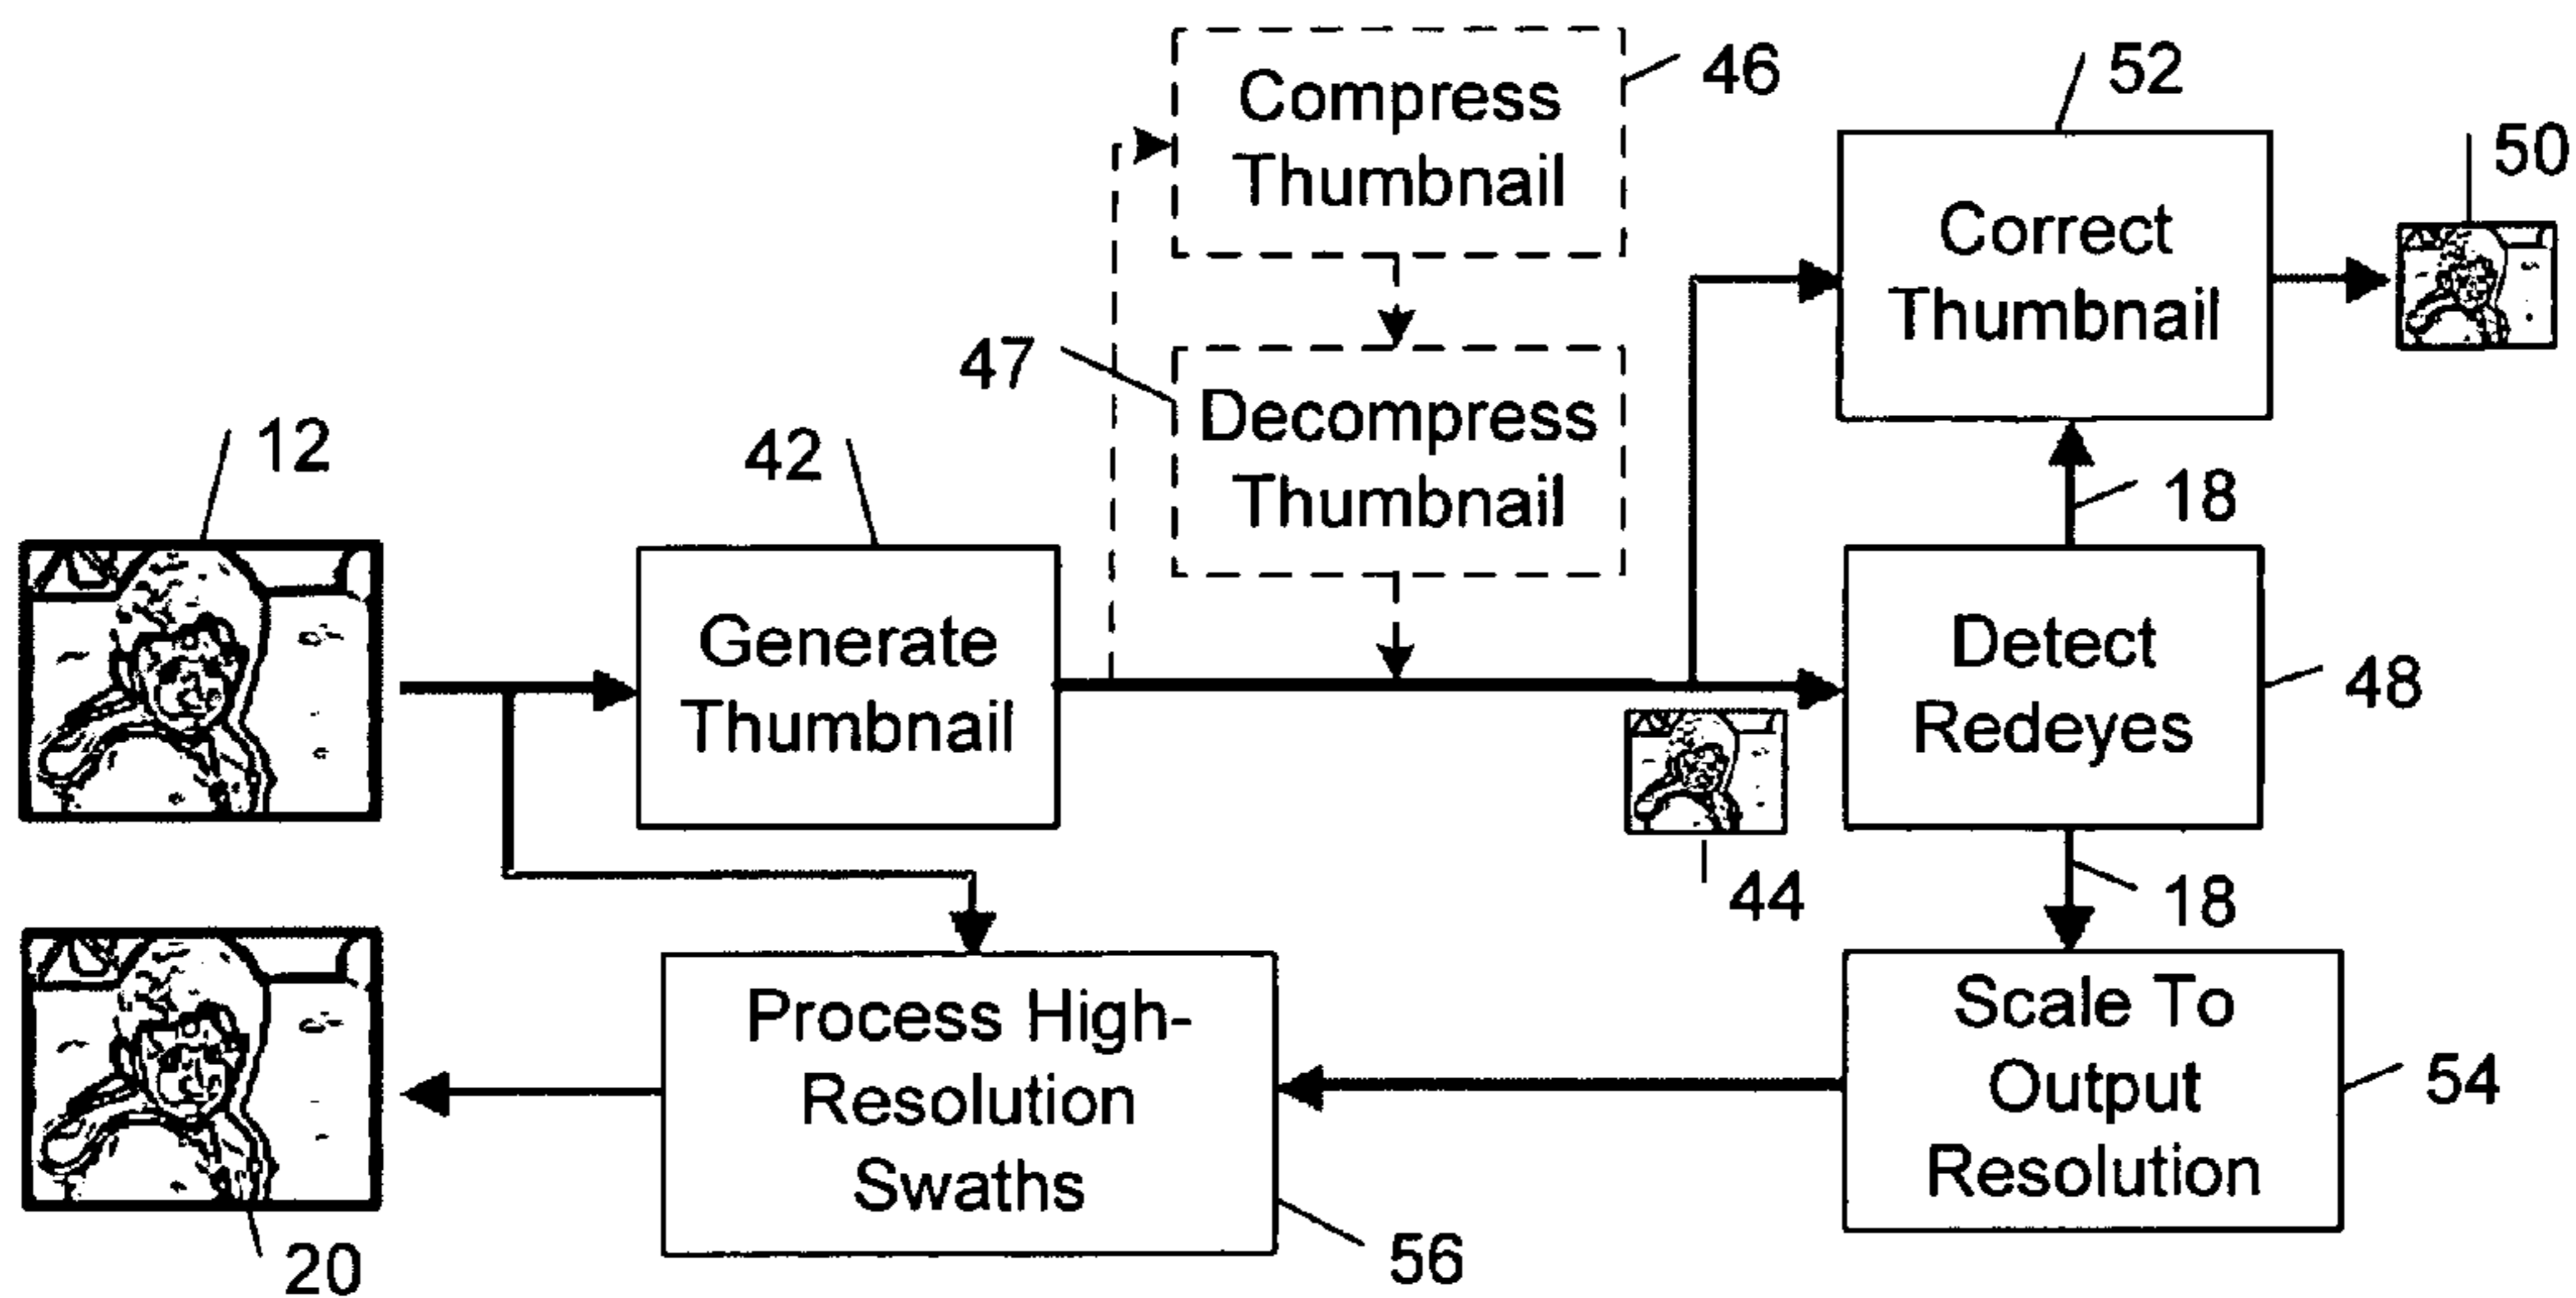 46
Compress
Thumbnail
52
50
Correct
Thumbnail
47
Decompress
Thumbnail
12
42
18
Generate
Thumbnail
Detect
Redeyes
48
44
18
Process High-
Resolution
Swaths
Scale To
Output
Resolution
54
20
56